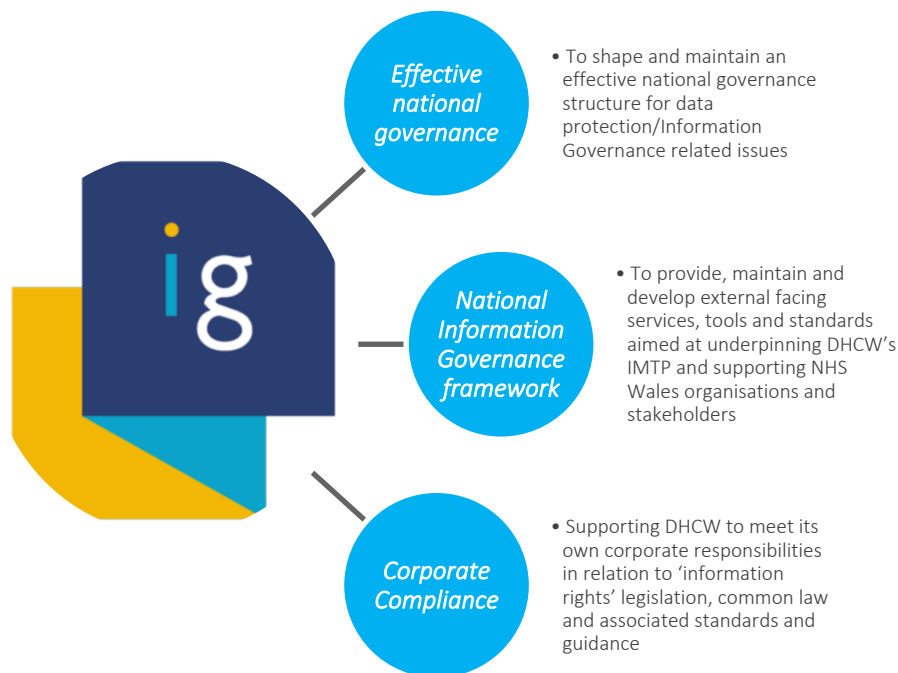 Effective
national
governance
• To shape and maintain an
effective national governance
structure for data
protection/Information
Governance related issues
ig
National
Information
Governance
framework
• To provide, maintain and
develop external facing
services, tools and standards
aimed at underpinning DHCW’s
IMTP and supporting NHS
Wales organisations and
stakeholders
Corporate
Compliance
• Supporting DHCW to meet its
own corporate responsibilities
in relation to ‘information
rights’ legislation, common law
and associated standards and
guidance